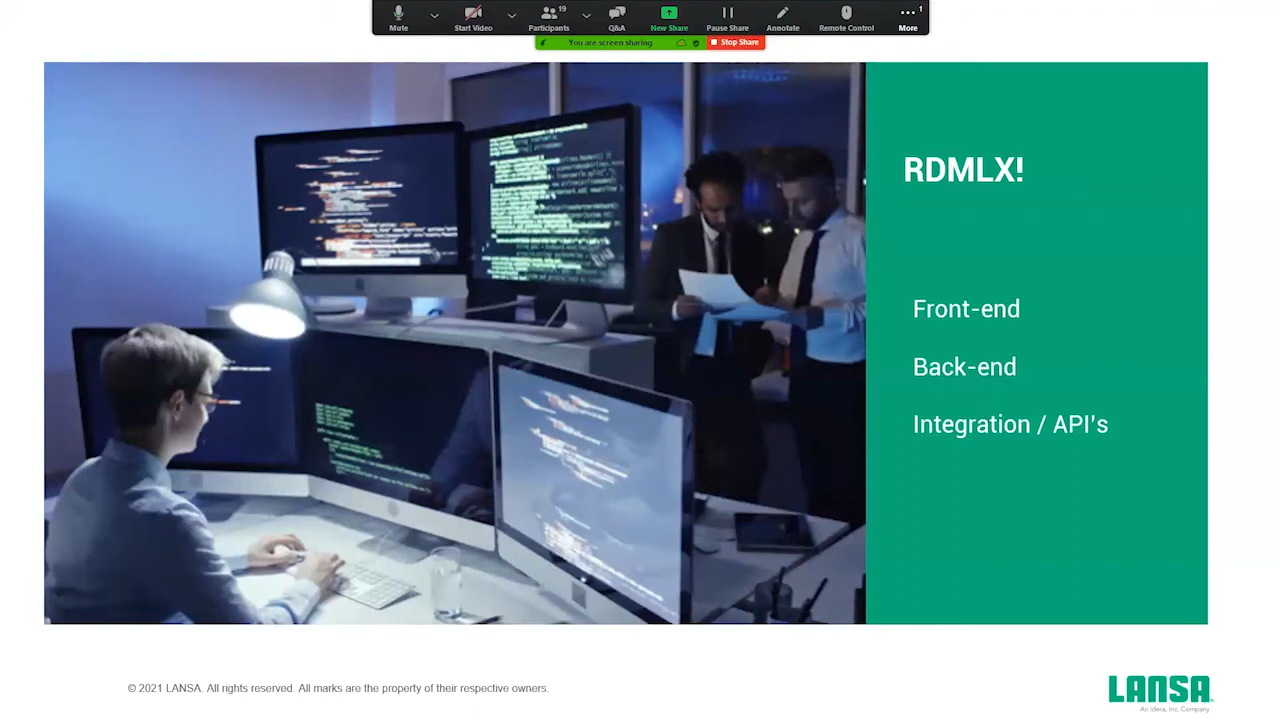 19
1
Mute
Start Video
Participants
Q&A
New Share
Pause Share
Annotate
Remote Control
More
You are screen sharing
Stop Share
RDMLX!
Front-end
Back-end
Integration / API's
© 2021 LANSA. All rights reserved. All marks are the property of their respective owners.
LANSA
An Idera, Inc. Company